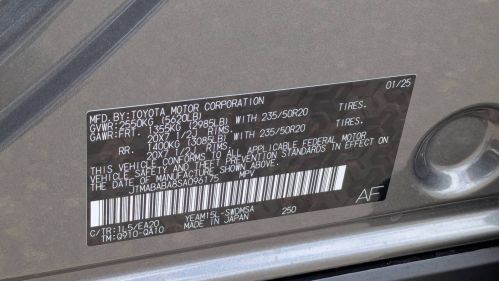 MFD. BY: TOYOTA MOTOR CORPORATION 01/25
GVWR: 2550KG (5620LB)
GAWR: FRT. 1355KG (2985LB) WITH 235/50R20 TIRES.
20X7 1/2J RIMS.
RR. 1400KG (3085LB) WITH 235/50R20 TIRES.
20X7 1/2J RIMS.
THIS VEHICLE CONFORMS TO ALL APPLICABLE FEDERAL MOTOR
VEHICLE SAFETY AND THEFT PREVENTION STANDARDS IN EFFECT
ON THE DATE OF MANUFACTURE SHOWN ABOVE.
MPV
C/TR: 1L5/EA20 YEAM15L-SWDMSA 250 AF
TM: Q910-QA10 MADE IN JAPAN